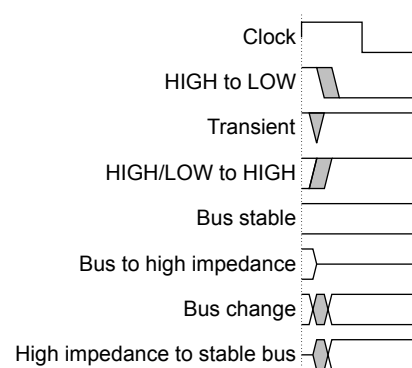 Clock
HIGH to LOW
Transient
HIGH/LOW to HIGH
Bus stable
Bus to high impedance
Bus change
High impedance to stable bus